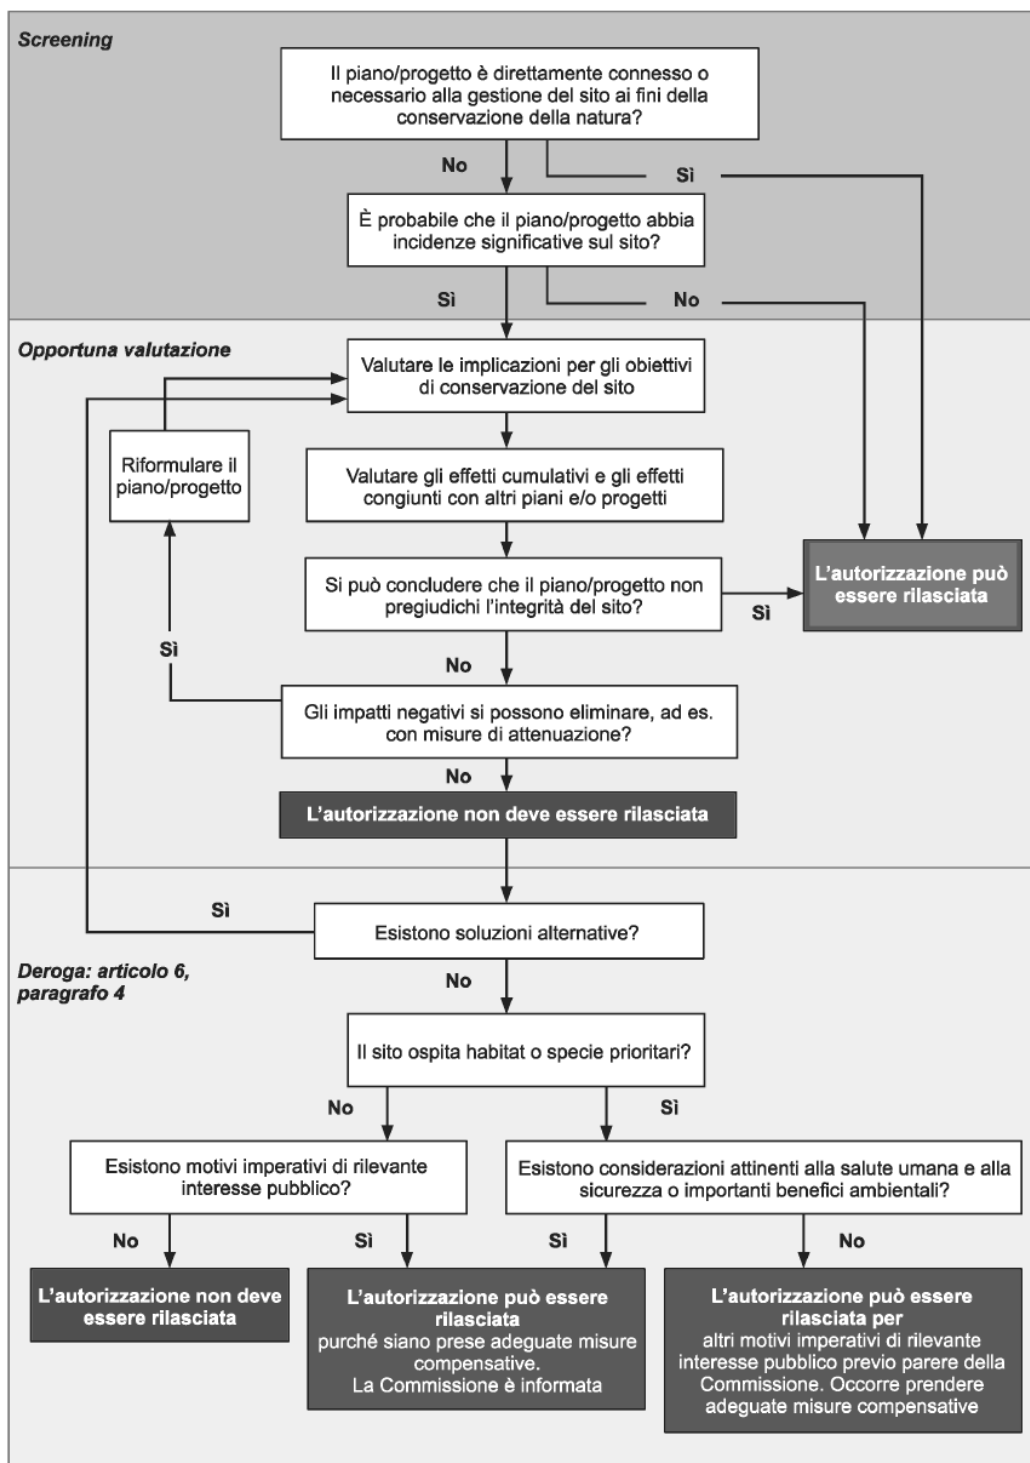 Screening
Il piano/progetto è direttamente connesso o
necessario alla gestione del sito ai fini della
conservazione della natura?
No
Sì
È probabile che il piano/progetto abbia
incidenze significative sul sito?
Sì
No
Opportuna valutazione
Valutare le implicazioni per gli obiettivi
di conservazione del sito
Riformulare il
piano/progetto
Valutare gli effetti cumulativi e gli effetti
congiunti con altri piani e/o progetti
Si può concludere che il piano/progetto non
pregiudichi l'integrità del sito?
Sì
L'autorizzazione può
essere rilasciata
No
Sì
Gli impatti negativi si possono eliminare, ad es.
con misure di attenuazione?
No
L'autorizzazione non deve essere rilasciata
Sì
Esistono soluzioni alternative?
Deroga: articolo 6,
paragrafo 4
No
Il sito ospita habitat o specie prioritari?
No
Sì
Esistono motivi imperativi di rilevante
interesse pubblico?
Esistono considerazioni attinenti alla salute umana e alla
sicurezza o importanti benefici ambientali?
No
Sì
Sì
No
L'autorizzazione non deve
essere rilasciata
L'autorizzazione può essere
rilasciata
purché siano prese adeguate misure
compensative.
La Commissione è informata
L'autorizzazione può essere
rilasciata per
altri motivi imperativi di rilevante
interesse pubblico previo parere della
Commissione. Occorre prendere
adeguate misure compensative